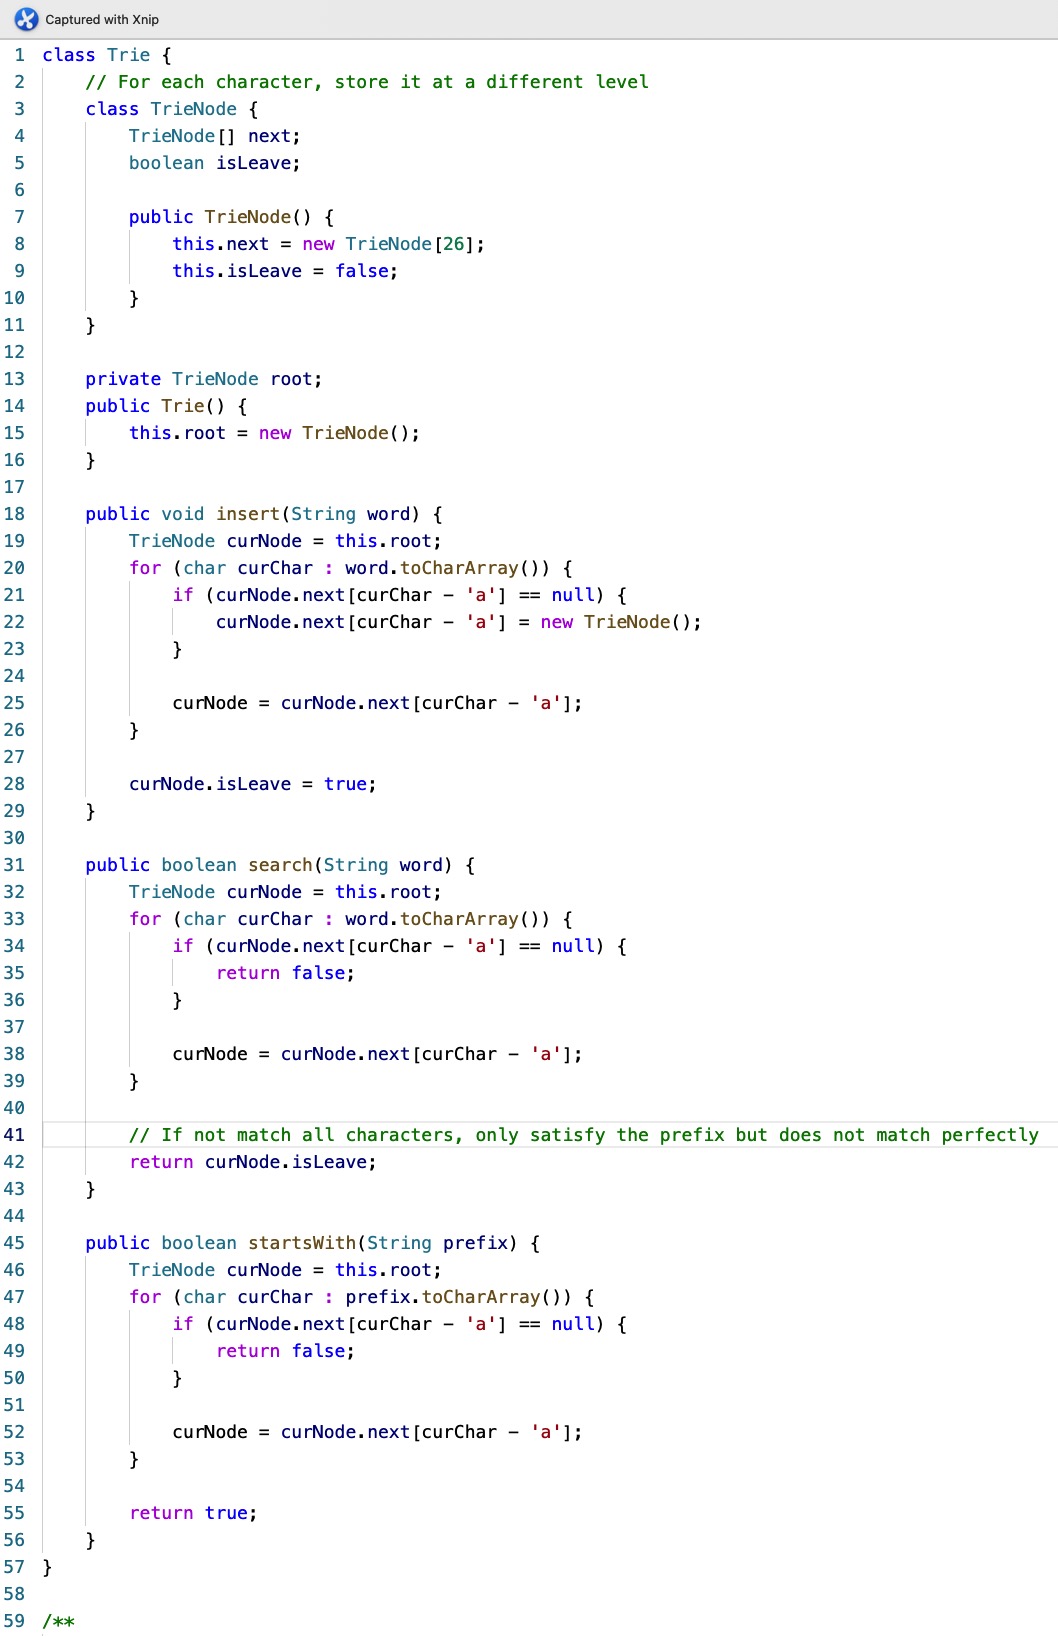 Captured with Xnip
1 class Trie {
2     // For each character, store it at a different level
3     class TrieNode {
4         TrieNode[] next;
5         boolean isLeave;
6
7         public TrieNode() {
8             this.next = new TrieNode[26];
9             this.isLeave = false;
10         }
11     }
12
13     private TrieNode root;
14     public Trie() {
15         this.root = new TrieNode();
16     }
17
18     public void insert(String word) {
19         TrieNode curNode = this.root;
20         for (char curChar : word.toCharArray()) {
21             if (curNode.next[curChar - 'a'] == null) {
22                 curNode.next[curChar - 'a'] = new TrieNode();
23             }
24
25             curNode = curNode.next[curChar - 'a'];
26         }
27
28         curNode.isLeave = true;
29     }
30
31     public boolean search(String word) {
32         TrieNode curNode = this.root;
33         for (char curChar : word.toCharArray()) {
34             if (curNode.next[curChar - 'a'] == null) {
35                 return false;
36             }
37
38             curNode = curNode.next[curChar - 'a'];
39         }
40
41         // If not match all characters, only satisfy the prefix but does not match perfectly
42         return curNode.isLeave;
43     }
44
45     public boolean startsWith(String prefix) {
46         TrieNode curNode = this.root;
47         for (char curChar : prefix.toCharArray()) {
48             if (curNode.next[curChar - 'a'] == null) {
49                 return false;
50             }
51
52             curNode = curNode.next[curChar - 'a'];
53         }
54
55         return true;
56     }
57 }
58
59 /**